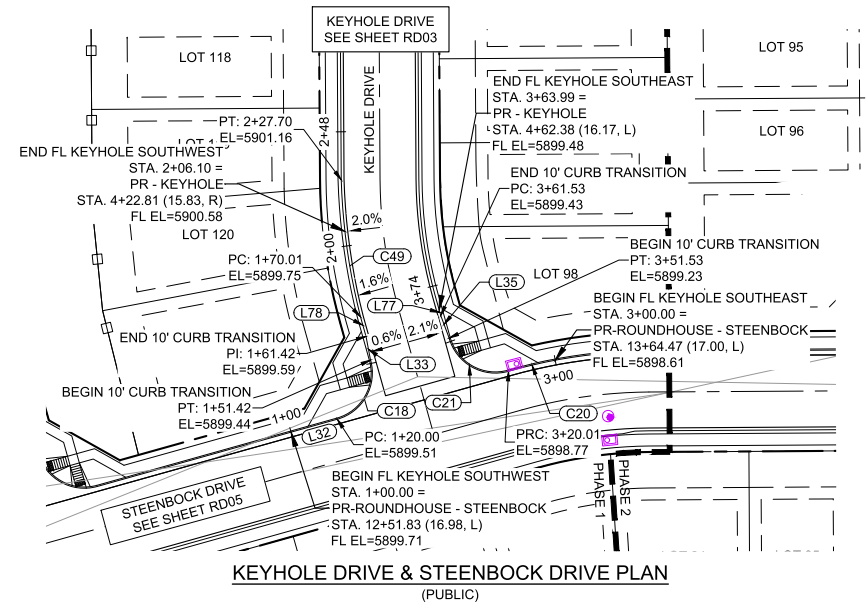 KEYHOLE DRIVE
SEE SHEET RD03
LOT 118
LOT 95
KEYHOLE DRIVE
END FL KEYHOLE SOUTHEAST
STA. 3+63.99 =
PR - KEYHOLE
STA. 4+62.38 (16.17, L)
FL EL=5899.48
PT: 2+27.70
EL=5901.16
2+48
LOT 96
END FL KEYHOLE SOUTHWEST
STA. 2+06.10 =
PR - KEYHOLE
STA. 4+22.81 (15.83, R)
FL EL=5900.58
END 10' CURB TRANSITION
PC: 3+61.53
EL=5899.43
2.0%
LOT 120
2+00
BEGIN 10' CURB TRANSITION
PT: 3+51.53
EL=5899.23
PC: 1+70.01
EL=5899.75
C49
1.6%
3+74
L35
LOT 98
L77
L78
BEGIN FL KEYHOLE SOUTHEAST
STA. 3+00.00 =
PR-ROUNDHOUSE - STEENBOCK
STA. 13+64.47 (17.00, L)
FL EL=5898.61
END 10' CURB TRANSITION
PI: 1+61.42
EL=5899.59
0.6%
2.1%
L33
3+00
BEGIN 10' CURB TRANSITION
PT: 1+51.42
EL=5899.44
C18
C21
C20
1+00
L32
PC: 1+20.00
EL=5899.51
PRC: 3+20.01
EL=5898.77
BEGIN FL KEYHOLE SOUTHWEST
STA. 1+00.00 =
PR-ROUNDHOUSE - STEENBOCK
STA. 12+51.83 (16.98, L)
FL EL=5899.71
STEENBOCK DRIVE
SEE SHEET RD05
PHASE 1
PHASE 2
KEYHOLE DRIVE & STEENBOCK DRIVE PLAN
(PUBLIC)